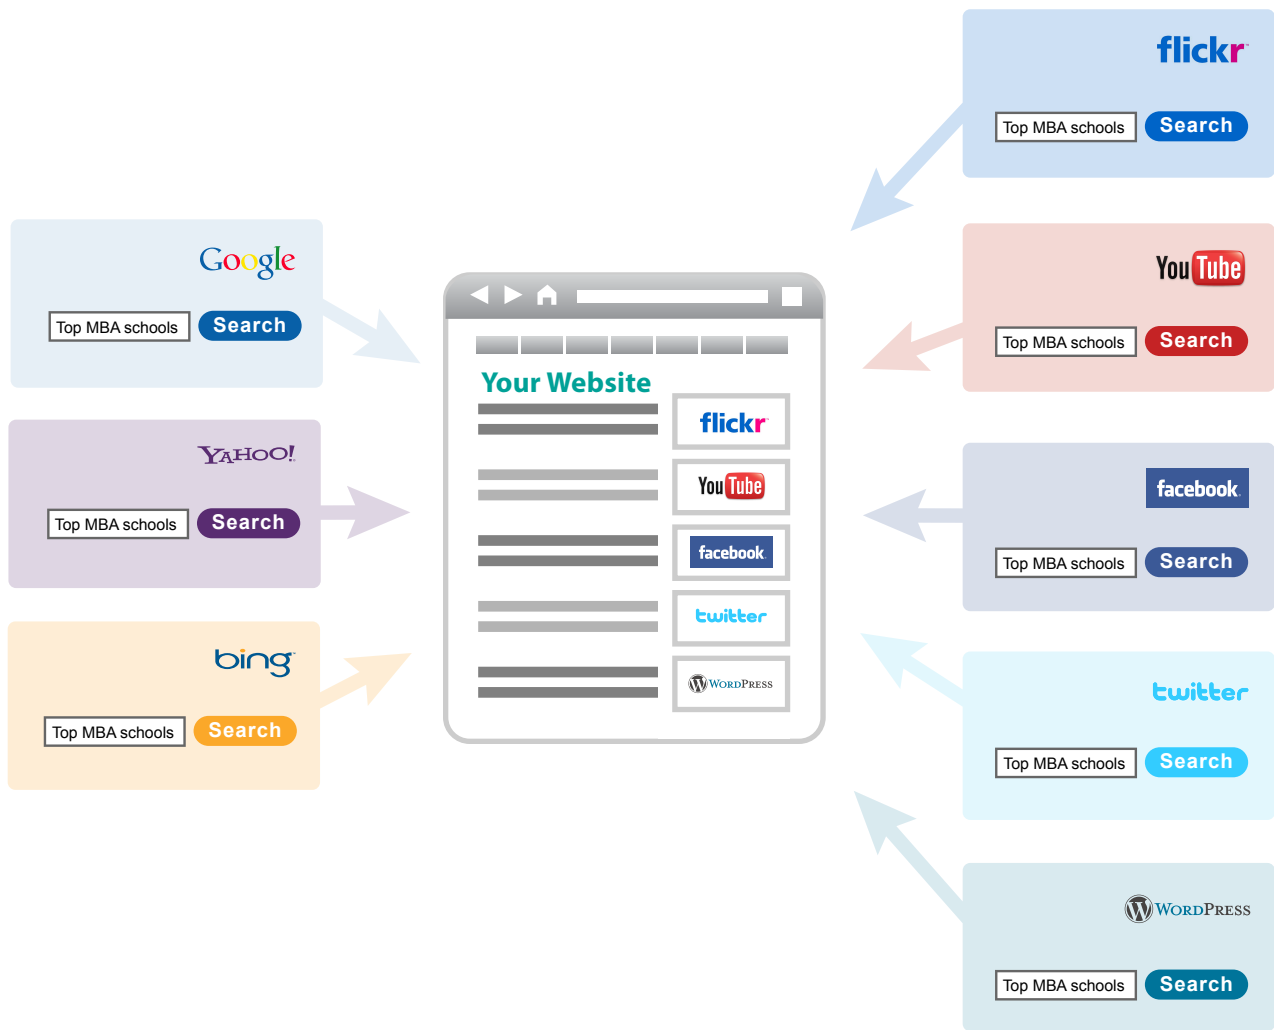 Google
Top MBA schools Search
YAHOO!
Top MBA schools Search
bing
Top MBA schools Search
Your Website
flickr
YouTube
facebook
twitter
WORDPRESS
flickr
Top MBA schools Search
YouTube
Top MBA schools Search
facebook
Top MBA schools Search
twitter
Top MBA schools Search
WORDPRESS
Top MBA schools Search